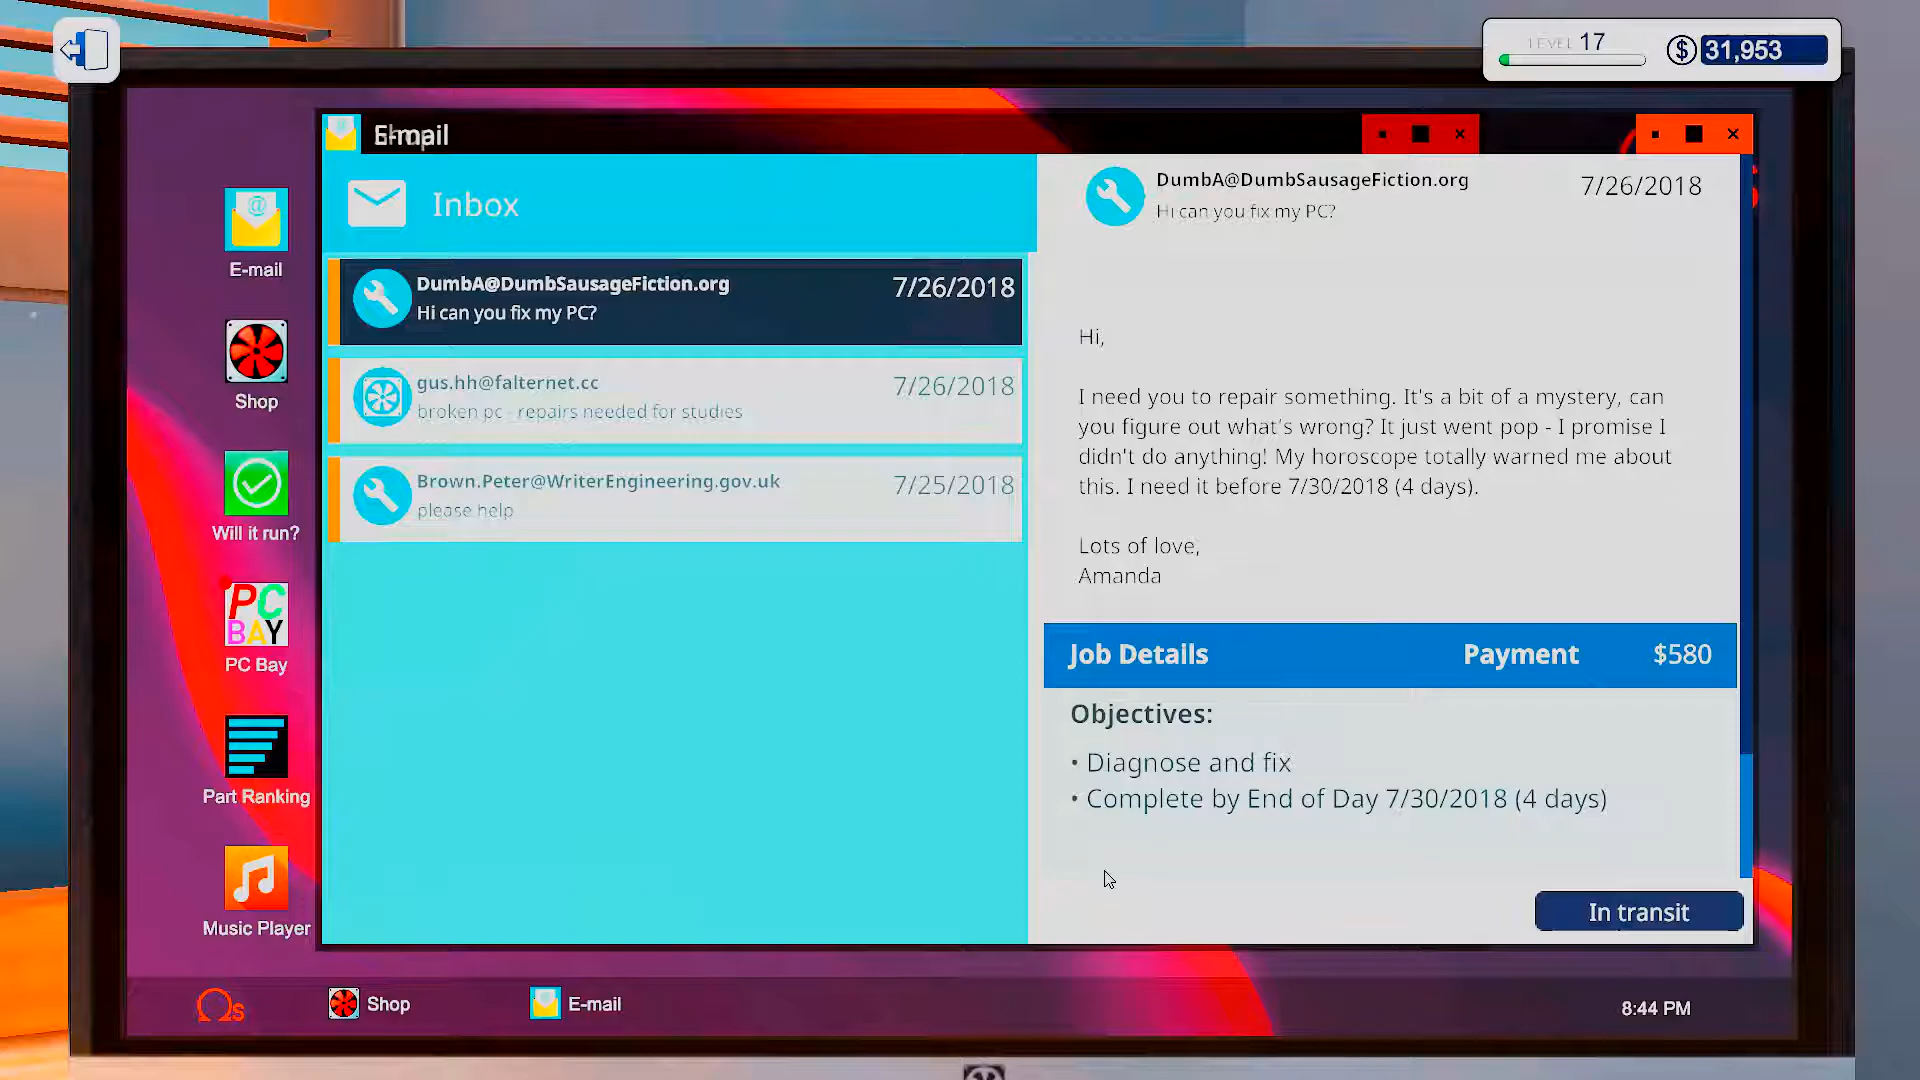 LEVEL 17
$ 31,953
Inbox
DumbA@DumbSausageFiction.org
7/26/2018
Hi can you fix my PC?
gus.hh@falternet.cc
7/26/2018
broken pc - repairs needed for studies
Brown.Peter@WriterEngineering.gov.uk
7/25/2018
please help
DumbA@DumbSausageFiction.org
7/26/2018
Hi can you fix my PC?
Hi,
I need you to repair something. It's a bit of a mystery, can
you figure out what's wrong? It just went pop - I promise I
didn't do anything! My horoscope totally warned me about
this. I need it before 7/30/2018 (4 days).
Lots of love,
Amanda
Job Details Payment $580
Objectives:
• Diagnose and fix
• Complete by End of Day 7/30/2018 (4 days)
In transit
E-mail
Shop
Will it run?
PC
BAY
PC Bay
Part Ranking
Music Player
Ωs
Shop
E-mail
8:44 PM